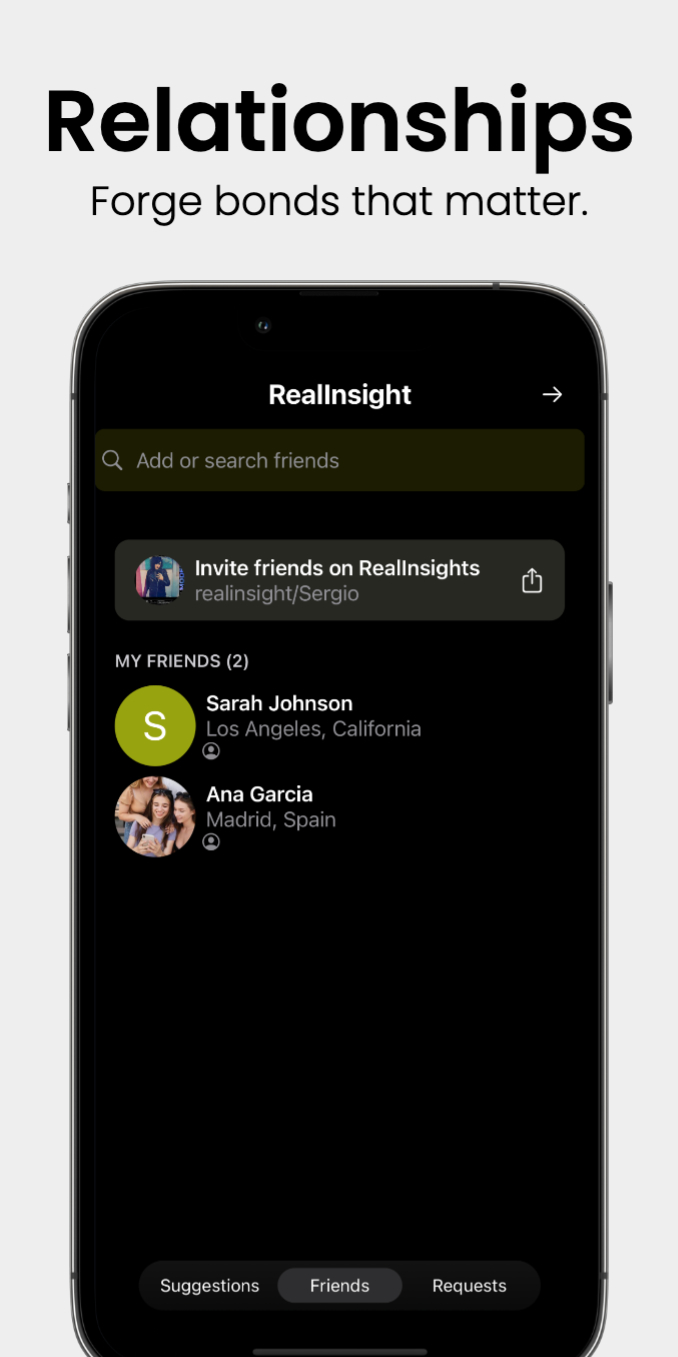 Relationships
Forge bonds that matter.
RealInsight
Add or search friends
Invite friends on RealInsights
realinsight/Sergio
MY FRIENDS (2)
S
Sarah Johnson
Los Angeles, California
Ana Garcia
Madrid, Spain
Suggestions
Friends
Requests